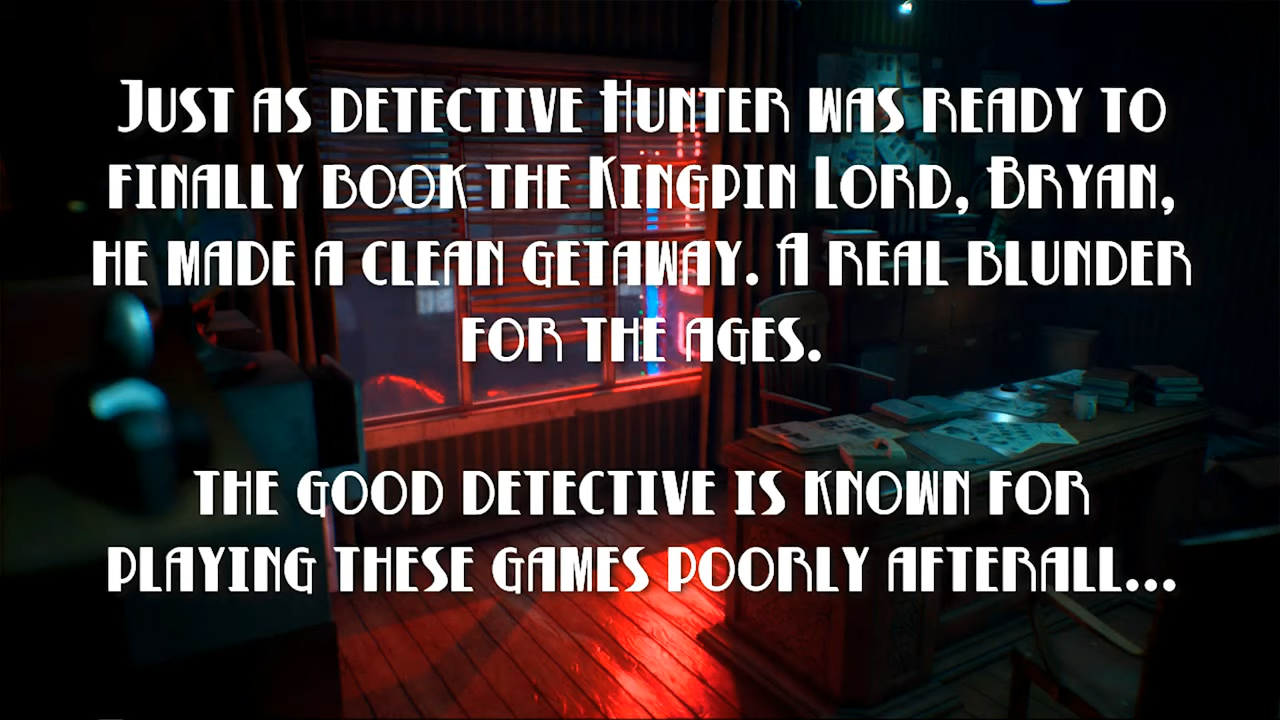 Just as detective Hunter was ready to
finally book the Kingpin Lord, Bryan,
he made a clean getaway. A real blunder
for the ages.
the good detective is known for
playing these games poorly afterall...